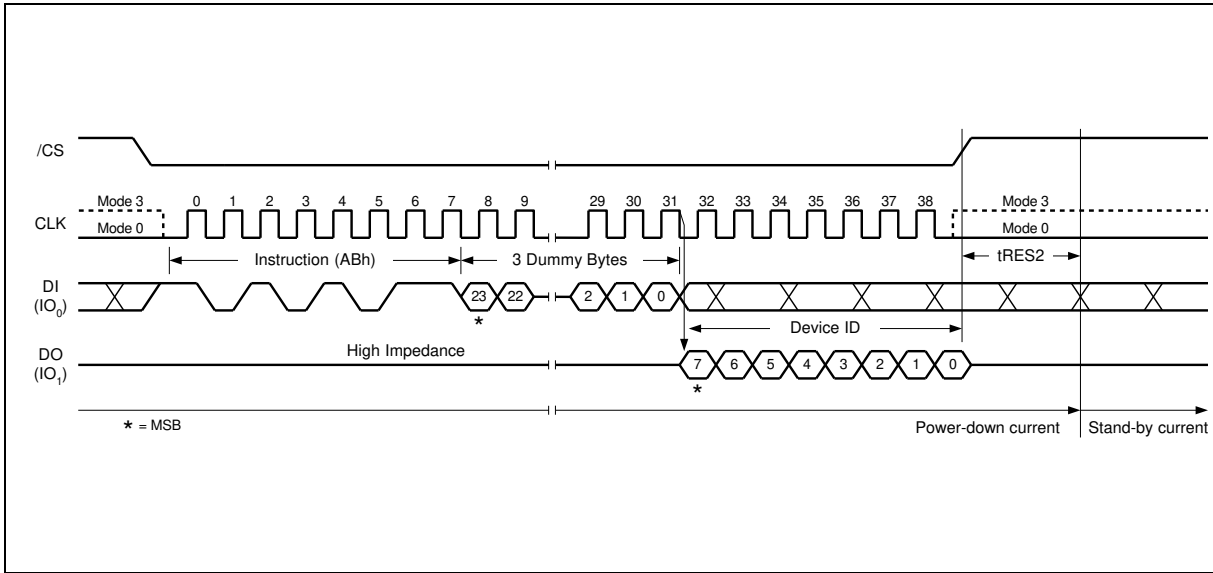 /CS
Mode 3
0 1 2 3 4 5 6 7 8 9 29 30 31 32 33 34 35 36 37 38
Mode 3
CLK
Mode 0
Mode 0
Instruction (ABh)
3 Dummy Bytes
tRES2
DI
(IO0)
23 22 2 1 0
*
Device ID
DO
(IO1)
High Impedance
7 6 5 4 3 2 1 0
*
* = MSB
Power-down current
Stand-by current